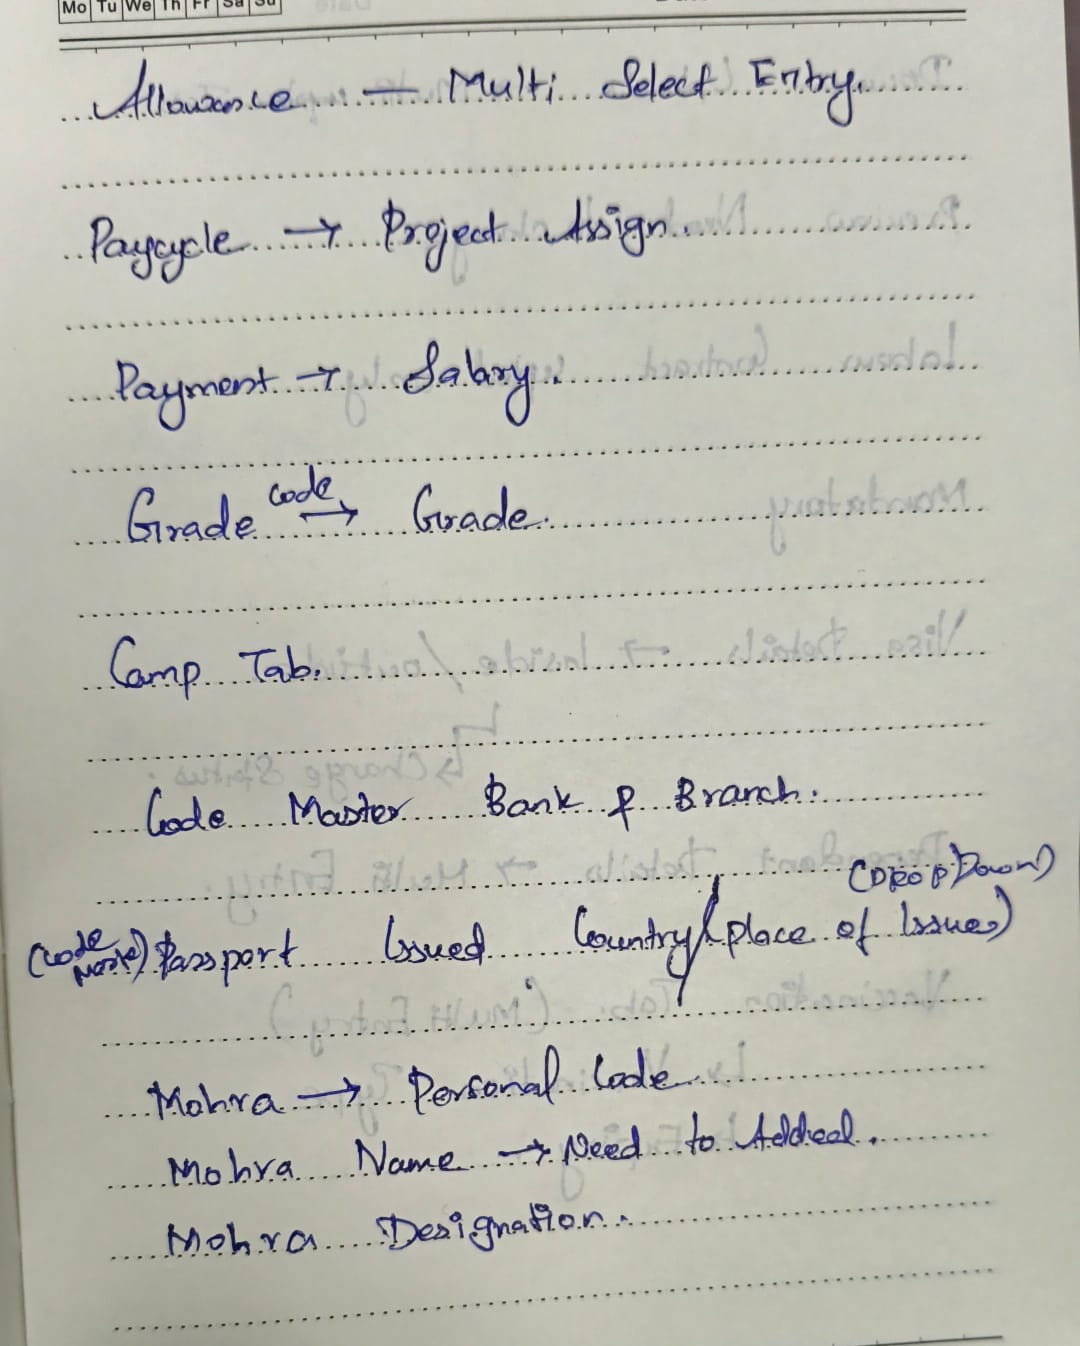 Mo Tu We Th Fr Sa Su
Allowance — Multi Select Entry.
Paycycle → Project Assign.
Payment → Salary.
Grade code → Grade.
Camp Tab.
Code Master Bank & Branch.
(DROP Down)
(Code Master) Passport Issued Country (place of Issue)
Mohra → Personal Code
Mohra Name → Need to Added.
Mohra Designation.